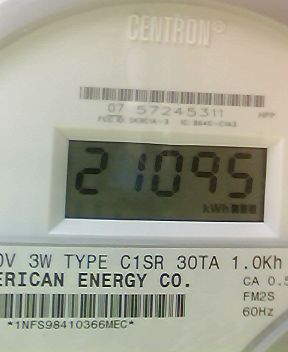 CENTRON®
07 57245311 HPP
21095
kWh
0V 3W TYPE C1SR 30TA 1.0Kh
ERICAN ENERGY CO.
CA 0.5
FM2S
60Hz
*1NFS98410366MEC*